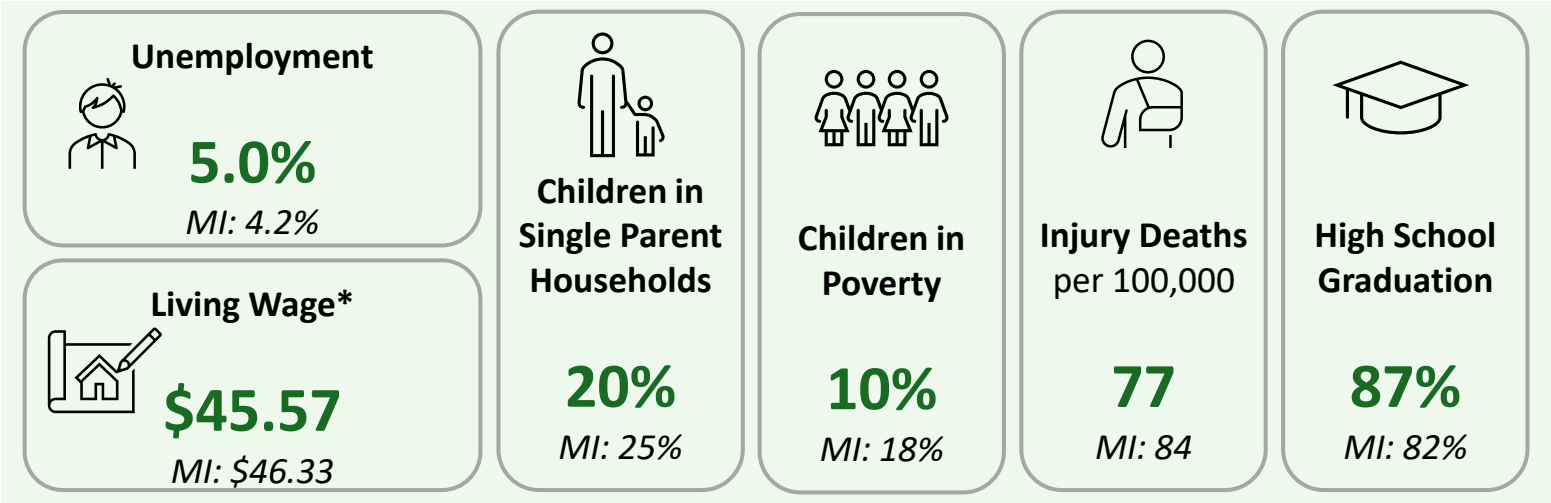 Unemployment
5.0%
MI: 4.2%
Living Wage*
$45.57
MI: $46.33
Children in
Single Parent
Households
20%
MI: 25%
Children in
Poverty
10%
MI: 18%
Injury Deaths
per 100,000
77
MI: 84
High School
Graduation
87%
MI: 82%